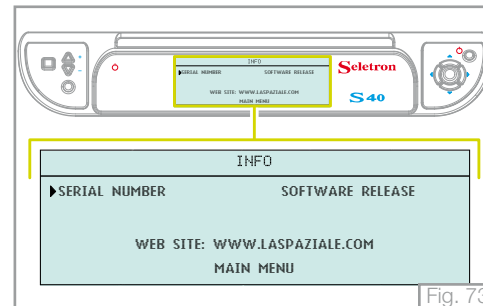 INFO
SERIAL NUMBER SOFTWARE RELEASE
WEB SITE: WWW.LASPAZIALE.COM
MAIN MENU
Seletron
S40
INFO
SERIAL NUMBER SOFTWARE RELEASE
WEB SITE: WWW.LASPAZIALE.COM
MAIN MENU
Fig. 73